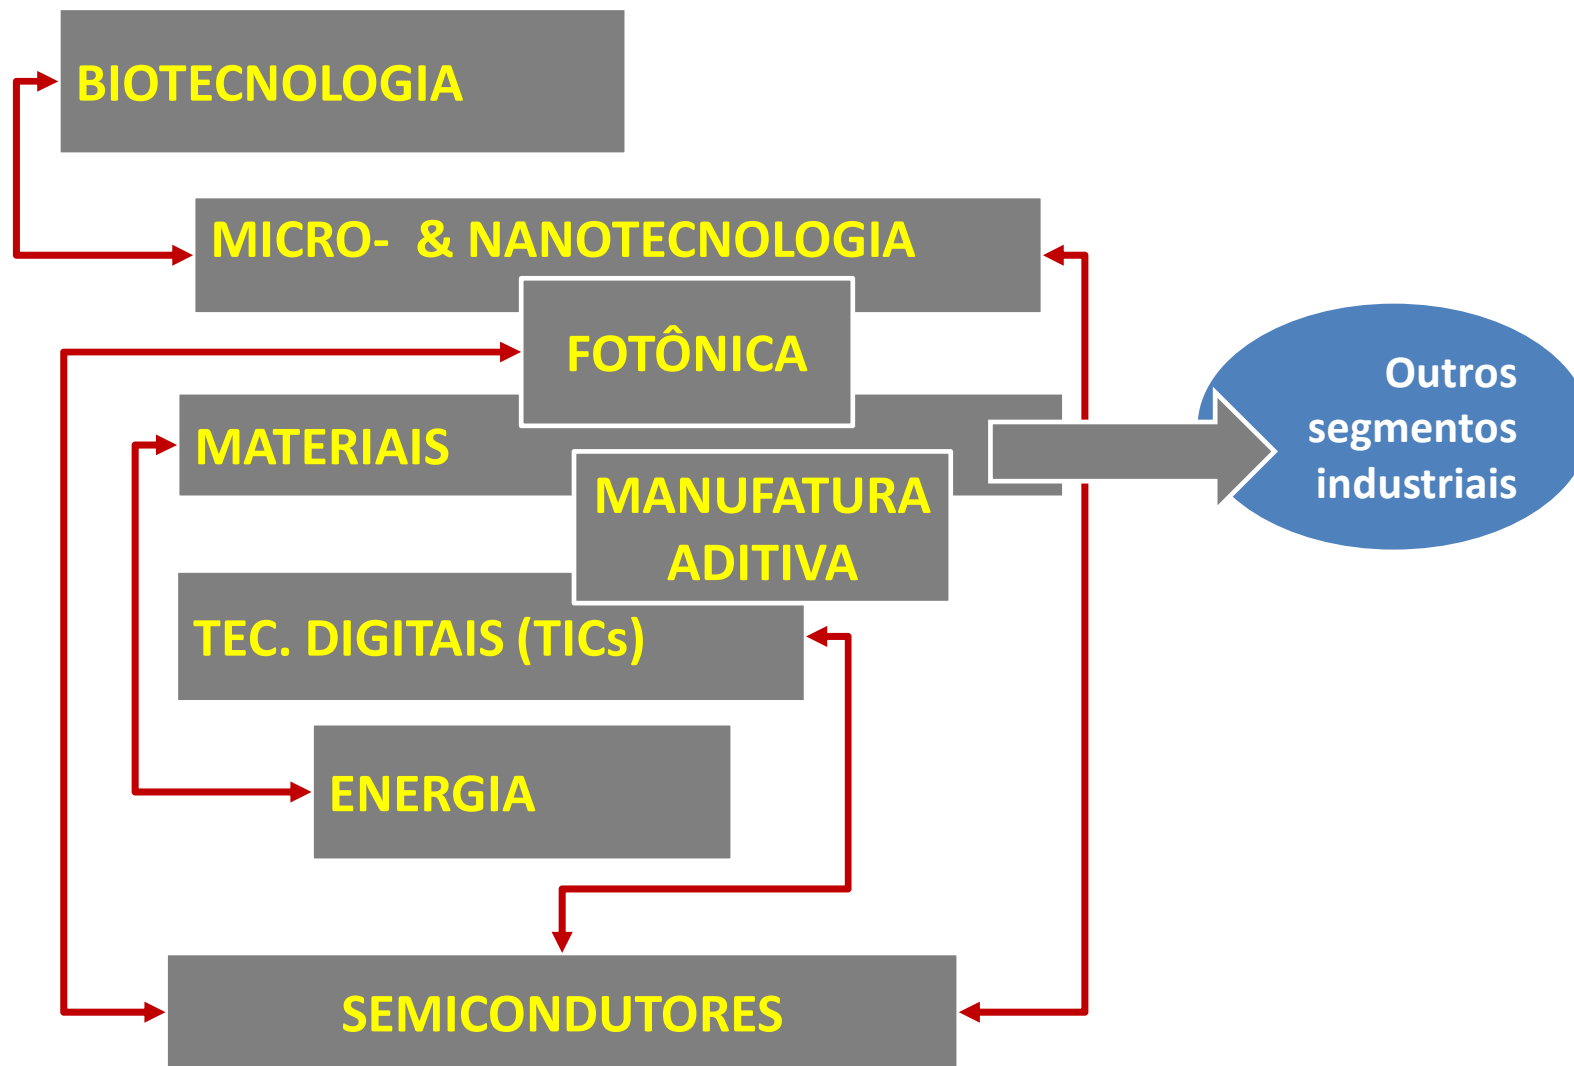 BIOTECNOLOGIA
MICRO- & NANOTECNOLOGIA
FOTÔNICA
MATERIAIS
MANUFATURA
ADITIVA
TEC. DIGITAIS (TICs)
ENERGIA
SEMICONDUTORES
Outros
segmentos
industriais